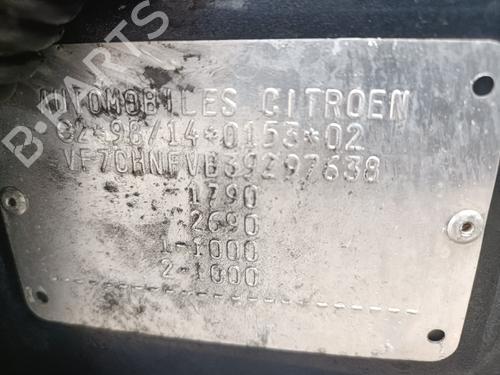 AUTOMOBILES CITROEN
e2*98/14*0153*02
VF7CHNFVB39297638
1790
2690
1-1000
2-1000
B-PARTS